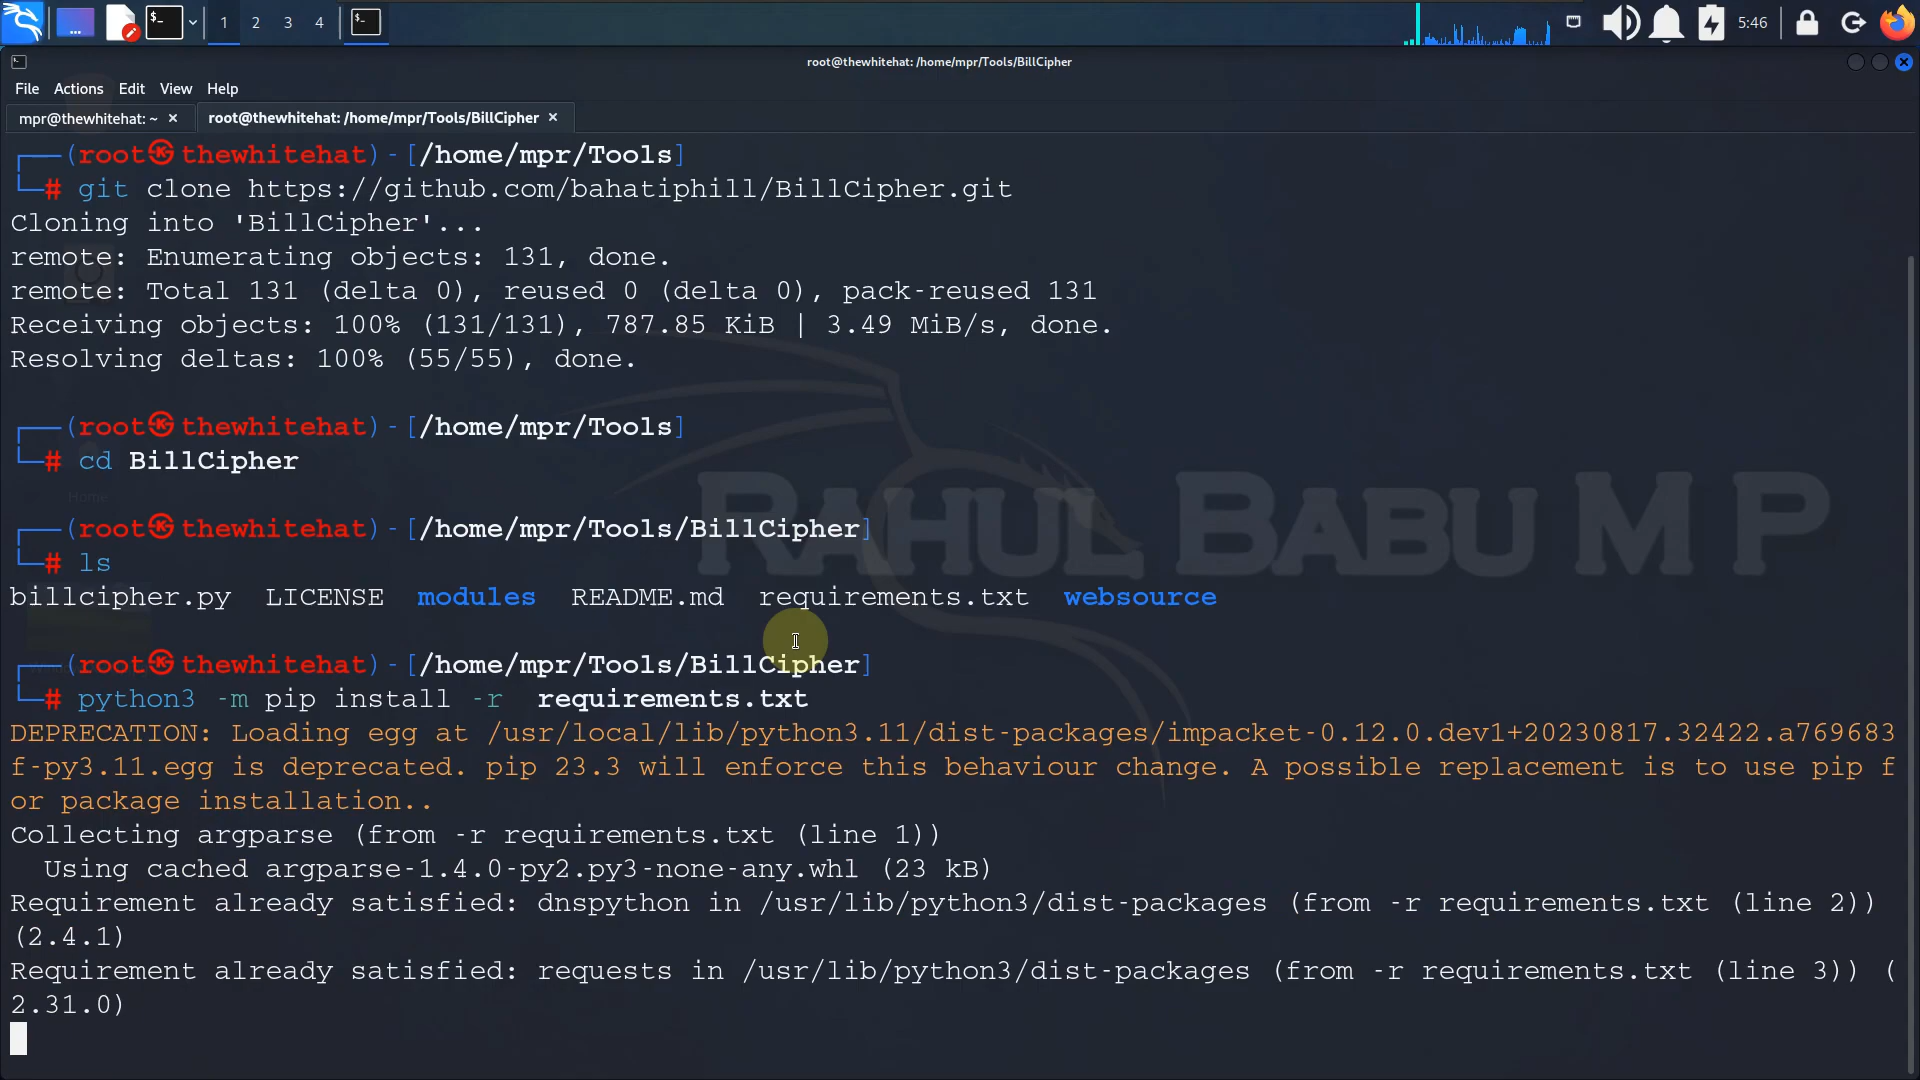 1 2 3 4 5:46
root@thewhitehat: /home/mpr/Tools/BillCipher
File Actions Edit View Help
mpr@thewhitehat: ~ × root@thewhitehat: /home/mpr/Tools/BillCipher ×
┌──(root㉿thewhitehat)-[/home/mpr/Tools]
└─# git clone https://github.com/bahatiphill/BillCipher.git
Cloning into 'BillCipher'...
remote: Enumerating objects: 131, done.
remote: Total 131 (delta 0), reused 0 (delta 0), pack-reused 131
Receiving objects: 100% (131/131), 787.85 KiB | 3.49 MiB/s, done.
Resolving deltas: 100% (55/55), done.
┌──(root㉿thewhitehat)-[/home/mpr/Tools]
└─# cd BillCipher
Home
RAHUL BABU M P
┌──(root㉿thewhitehat)-[/home/mpr/Tools/BillCipher]
└─# ls
billcipher.py LICENSE modules README.md requirements.txt websource
┌──(root㉿thewhitehat)-[/home/mpr/Tools/BillCipher]
└─# python3 -m pip install -r  requirements.txt
DEPRECATION: Loading egg at /usr/local/lib/python3.11/dist-packages/impacket-0.12.0.dev1+20230817.32422.a769683
f-py3.11.egg is deprecated. pip 23.3 will enforce this behaviour change. A possible replacement is to use pip f
or package installation..
Collecting argparse (from -r requirements.txt (line 1))
  Using cached argparse-1.4.0-py2.py3-none-any.whl (23 kB)
Requirement already satisfied: dnspython in /usr/lib/python3/dist-packages (from -r requirements.txt (line 2))
(2.4.1)
Requirement already satisfied: requests in /usr/lib/python3/dist-packages (from -r requirements.txt (line 3)) (
2.31.0)